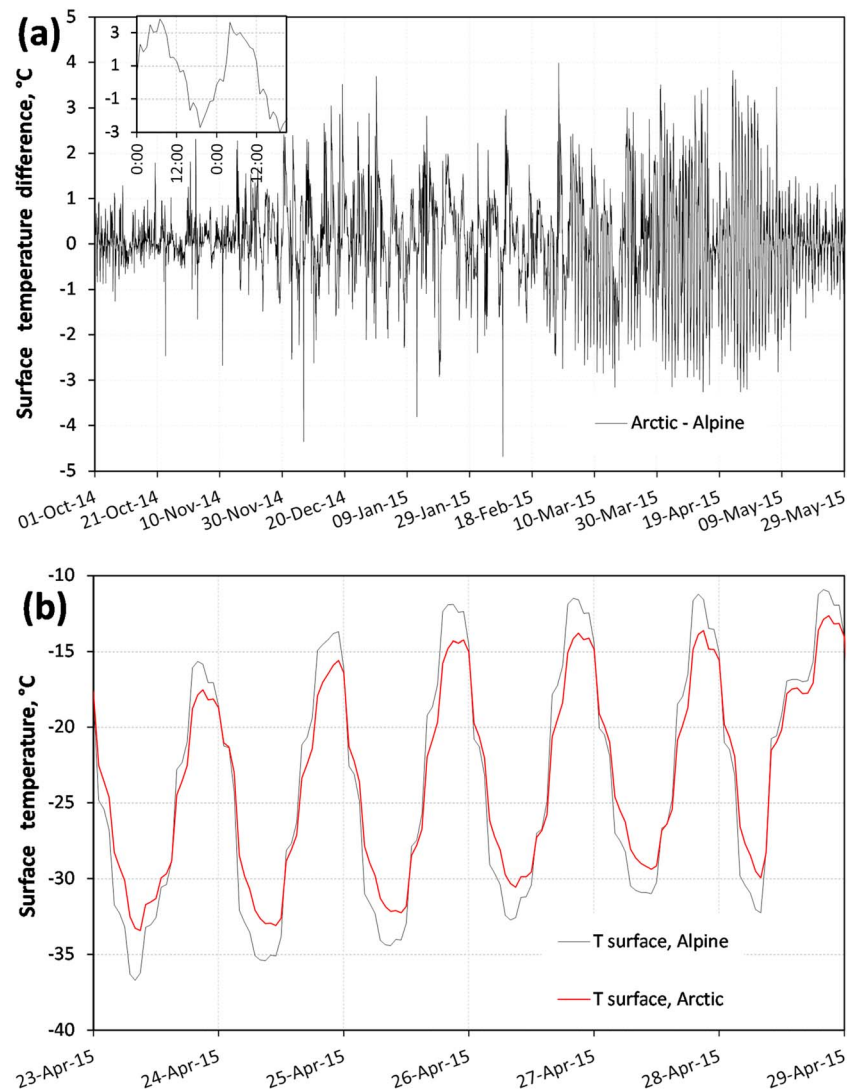 (a)
Surface temperature difference, °C
5
4
3
2
1
0
-1
-2
-3
-4
-5
3
1
-1
-3
0:00
12:00
0:00
12:00
Arctic - Alpine
01-Oct-14
21-Oct-14
10-Nov-14
30-Nov-14
20-Dec-14
09-Jan-15
29-Jan-15
18-Feb-15
10-Mar-15
30-Mar-15
19-Apr-15
09-May-15
29-May-15
(b)
Surface temperature, °C
-10
-15
-20
-25
-30
-35
-40
T surface, Alpine
T surface, Arctic
23-Apr-15
24-Apr-15
25-Apr-15
26-Apr-15
27-Apr-15
28-Apr-15
29-Apr-15